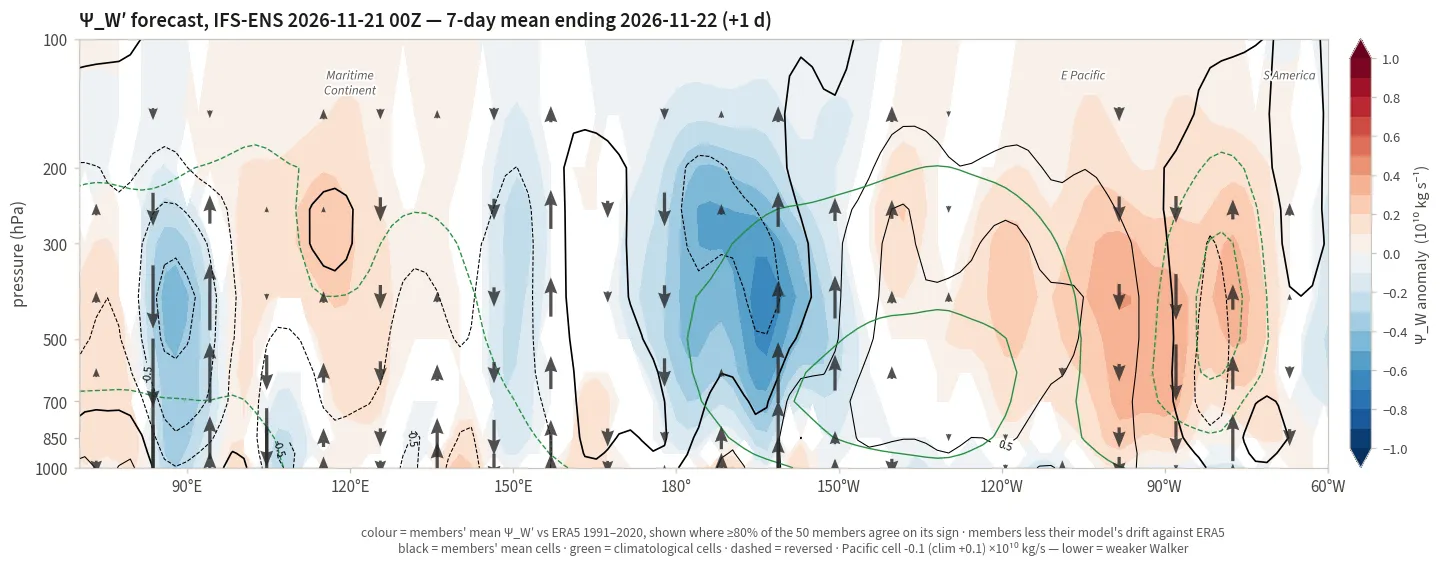 Ψ_W′ forecast, IFS-ENS 2026-11-21 00Z — 7-day mean ending 2026-11-22 (+1 d)
100
200
300
500
700
850
1000
pressure (hPa)
Maritime
Continent
E Pacific
S America
-0.5
-0.5
-0.5
0.5
90°E
120°E
150°E
180°
150°W
120°W
90°W
60°W
1.0
0.8
0.6
0.4
0.2
0.0
−0.2
−0.4
−0.6
−0.8
−1.0
Ψ_W anomaly (10¹⁰ kg s⁻¹)
colour = members' mean Ψ_W′ vs ERA5 1991–2020, shown where ≥80% of the 50 members agree on its sign · members less their model's drift against ERA5
black = members' mean cells · green = climatological cells · dashed = reversed · Pacific cell -0.1 (clim +0.1) ×10¹⁰ kg/s — lower = weaker Walker